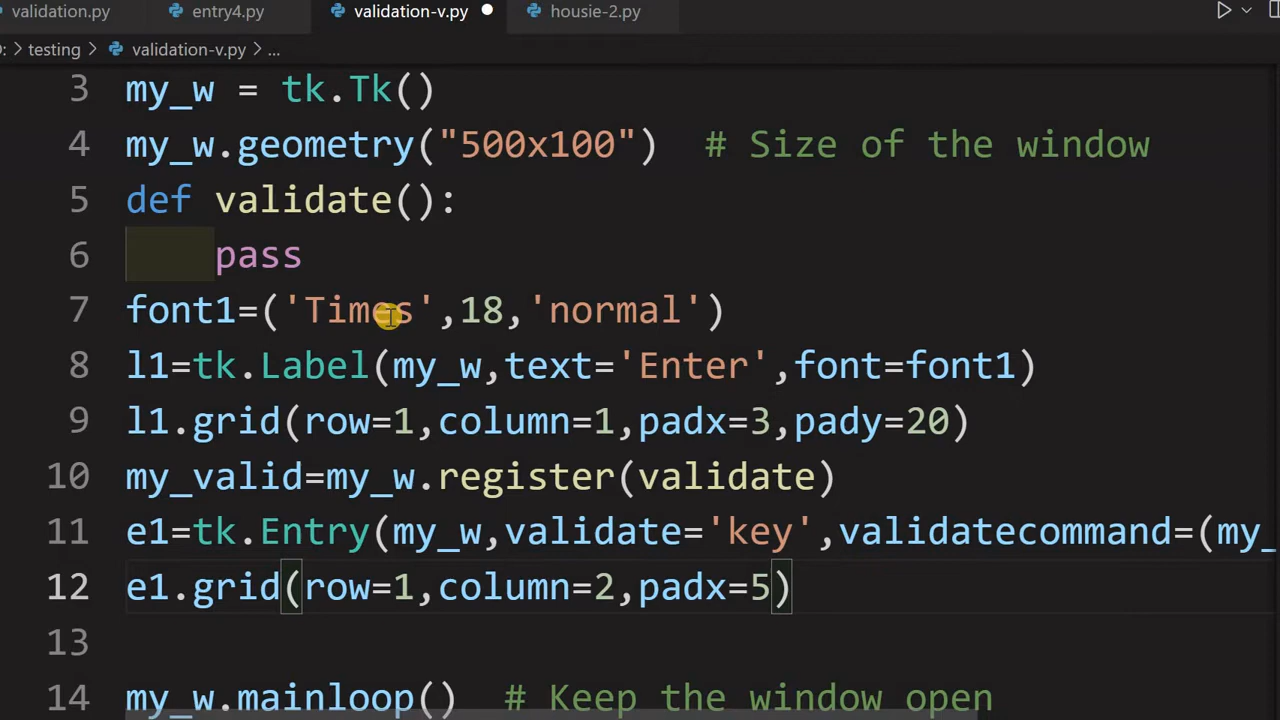 validation.py entry4.py validation-v.py housie-2.py
: > testing > validation-v.py > ...
3 my_w = tk.Tk()
4 my_w.geometry("500x100")  # Size of the window
5 def validate():
6     pass
7 font1=('Times',18,'normal')
8 l1=tk.Label(my_w,text='Enter',font=font1)
9 l1.grid(row=1,column=1,padx=3,pady=20)
10 my_valid=my_w.register(validate)
11 e1=tk.Entry(my_w,validate='key',validatecommand=(my_
12 e1.grid(row=1,column=2,padx=5)
13
14 my_w.mainloop()  # Keep the window open